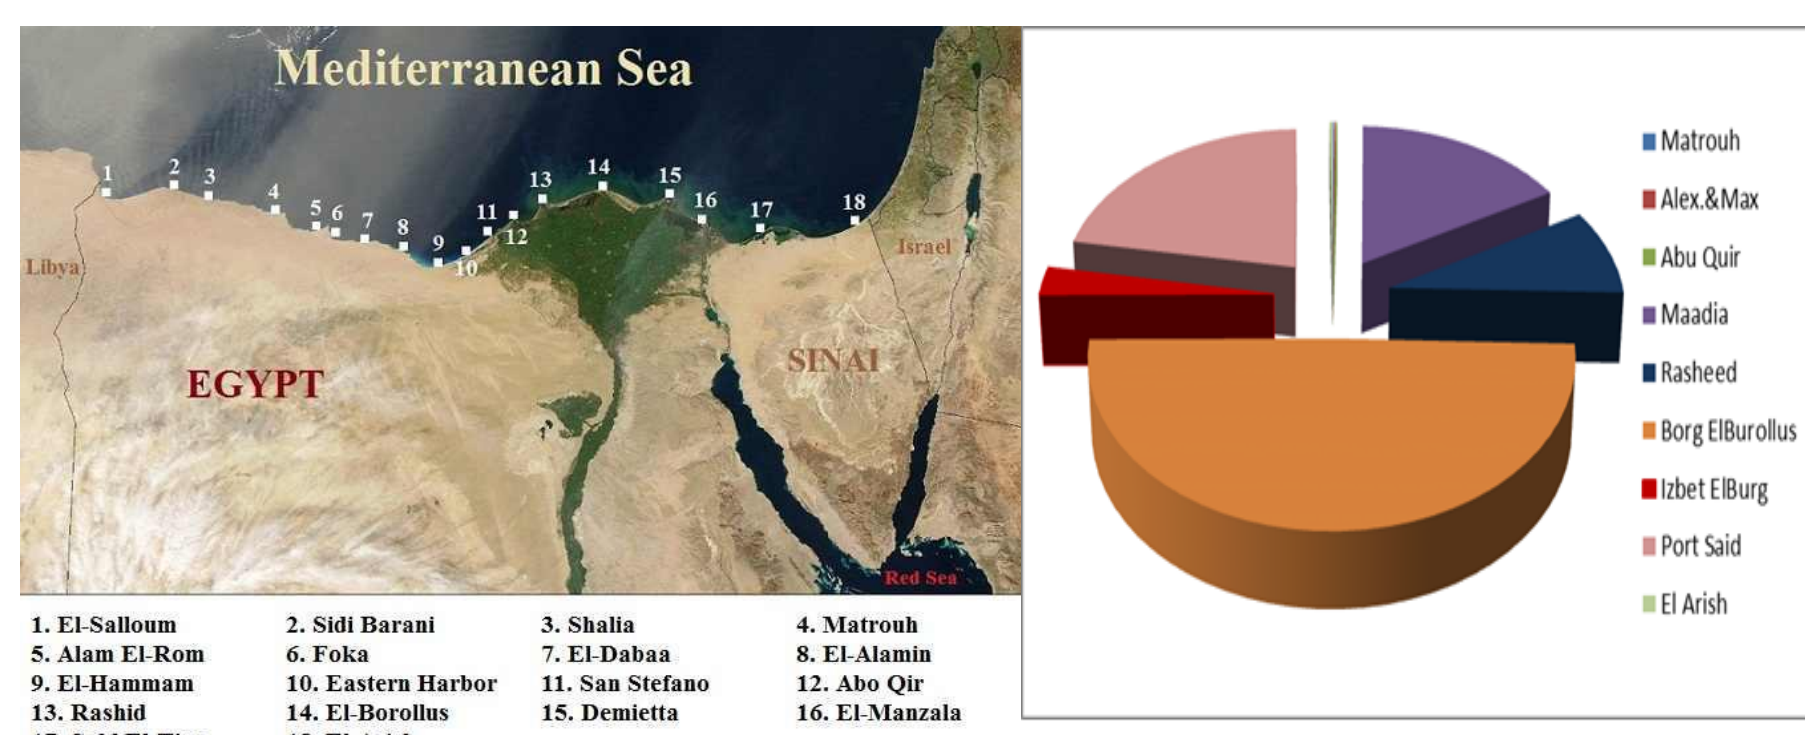 Mediterranean Sea
1
2
3
4
5
6
7
8
9
10
11
12
13
14
15
16
17
18
Libya
Israel
EGYPT
SINAI
Red Sea
1. El-Salloum 2. Sidi Barani 3. Shalia 4. Matrouh
5. Alam El-Rom 6. Foka 7. El-Dabaa 8. El-Alamin
9. El-Hammam 10. Eastern Harbor 11. San Stefano 12. Abo Qir
13. Rashid 14. El-Borollus 15. Demietta 16. El-Manzala
Matrouh
Alex.&Max
Abu Quir
Maadia
Rasheed
Borg ElBurollus
Izbet ElBurg
Port Said
El Arish